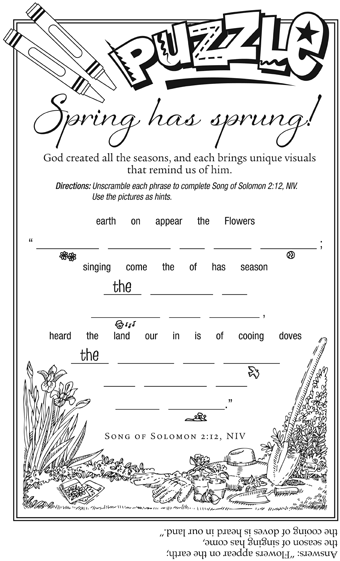 PUZZLE
Spring has sprung!
God created all the seasons, and each brings unique visuals
that remind us of him.
Directions: Unscramble each phrase to complete Song of Solomon 2:12, NIV.
Use the pictures as hints.
earth on appear the Flowers
“ ;
singing come the of has season
the
,
heard the land our in is of cooing doves
the
.”
Song of Solomon 2:12, NIV
Answers: “Flowers appear on the earth;
the season of singing has come,
the cooing of doves is heard in our land.”